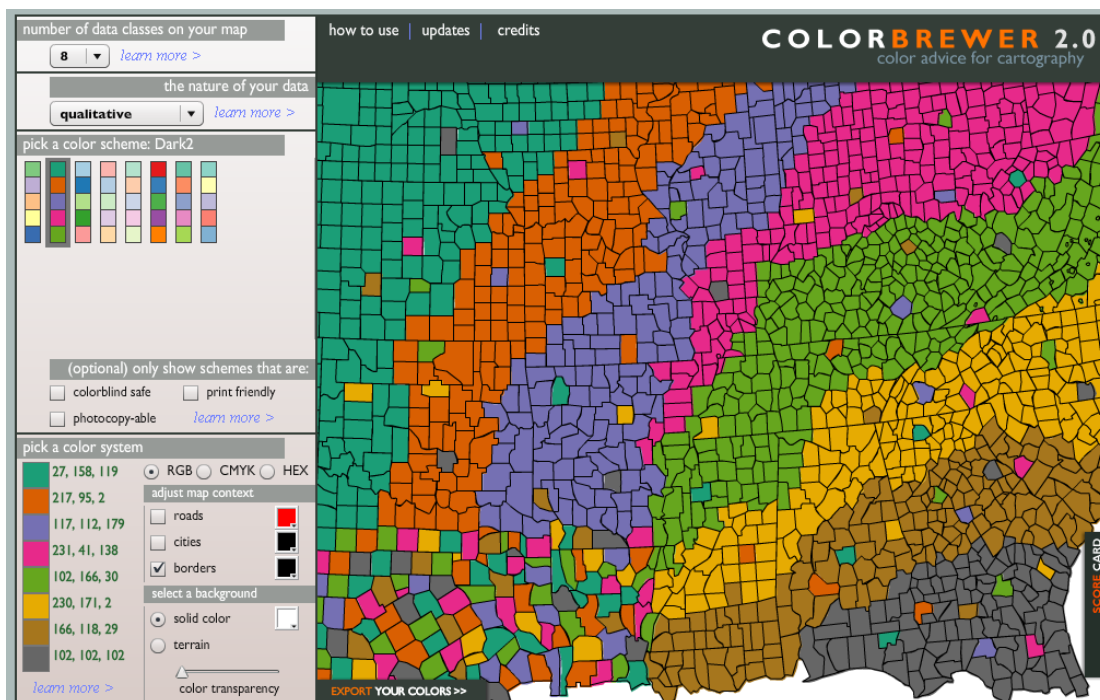 number of data classes on your map
8
learn more >
the nature of your data
qualitative
learn more >
pick a color scheme: Dark2
(optional) only show schemes that are:
colorblind safe
print friendly
photocopy-able
learn more >
pick a color system
27, 158, 119
217, 95, 2
117, 112, 179
231, 41, 138
102, 166, 30
230, 171, 2
166, 118, 29
102, 102, 102
learn more >
RGB
CMYK
HEX
adjust map context
roads
cities
borders
select a background
solid color
terrain
color transparency
how to use | updates | credits
COLORBREWER 2.0
color advice for cartography
SCORE CARD
EXPORT YOUR COLORS >>